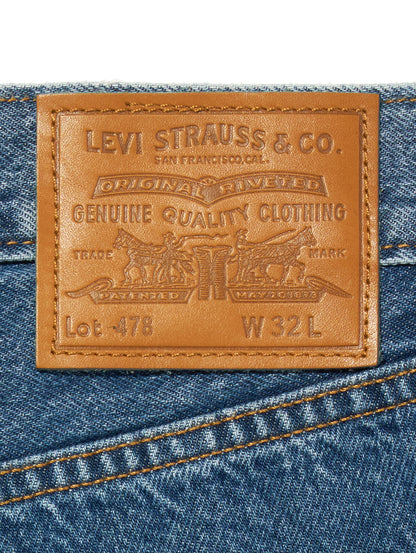 LEVI STRAUSS & CO.
SAN FRANCISCO, CAL.
ORIGINAL RIVETED
GENUINE QUALITY CLOTHING
TRADE MARK
PATENTED MAY 20 1873
Lot -478 W 32 L